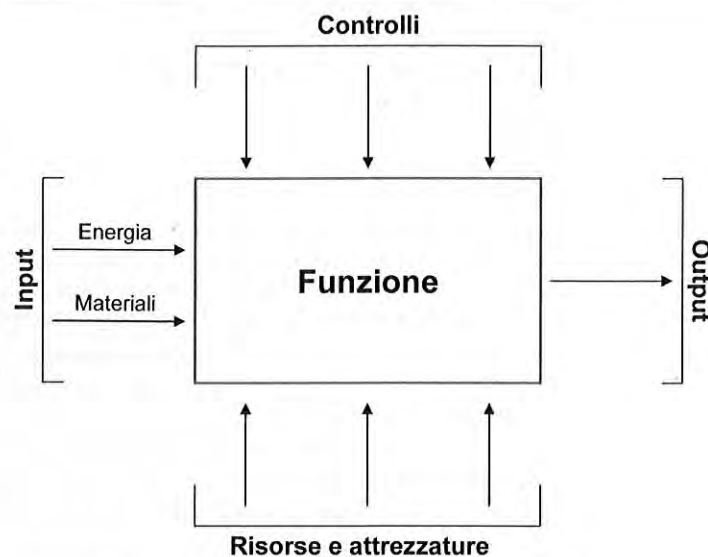 Controlli
Input
Energia
Materiali
Funzione
Output
Risorse e attrezzature